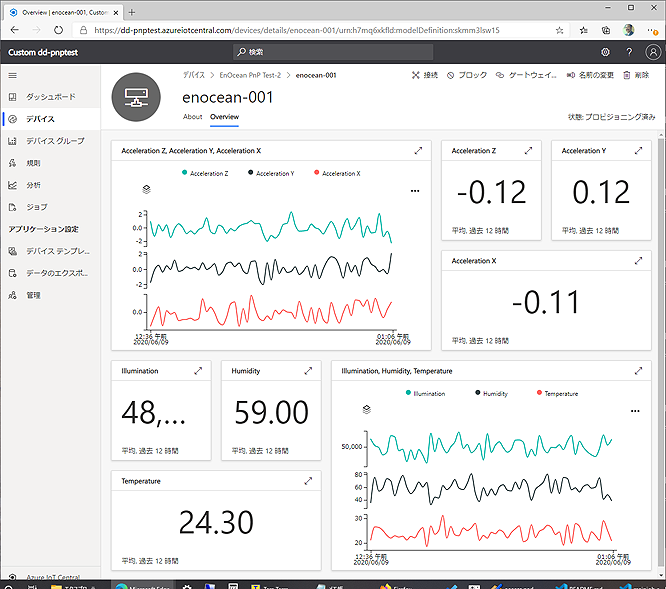 Overview | enocean-001, Custom
https://dd-pnptest.azureiotcentral.com/devices/details/enocean-001/urn:h7mq6xkfld:modelDefinition:skmm3lsw15
Custom dd-pnptest
検索
デバイス > EnOcean PnP Test-2 > enocean-001
接続
ブロック
ゲートウェイ...
名前の変更
削除
enocean-001
About
Overview
状態: プロビジョニング済み
ダッシュボード
デバイス
デバイス グループ
規則
分析
ジョブ
アプリケーション設定
デバイス テンプレ...
データのエクスポ...
管理
Azure IoT Central
Acceleration Z, Acceleration Y, Acceleration X
Acceleration Z
Acceleration Y
Acceleration X
2
0.0
-2
2
0.0
-2
0.0
12:36 午前
2020/06/09
01:06 午前
2020/06/09
Acceleration Z
-0.12
平均, 過去 12 時間
Acceleration Y
0.12
平均, 過去 12 時間
Acceleration X
-0.11
平均, 過去 12 時間
Illumination
48,...
平均, 過去 12 時間
Humidity
59.00
平均, 過去 12 時間
Illumination, Humidity, Temperature
Illumination
Humidity
Temperature
50,000
80
60
40
30
20
12:36 午前
2020/06/09
01:06 午前
2020/06/09
Temperature
24.30
平均, 過去 12 時間